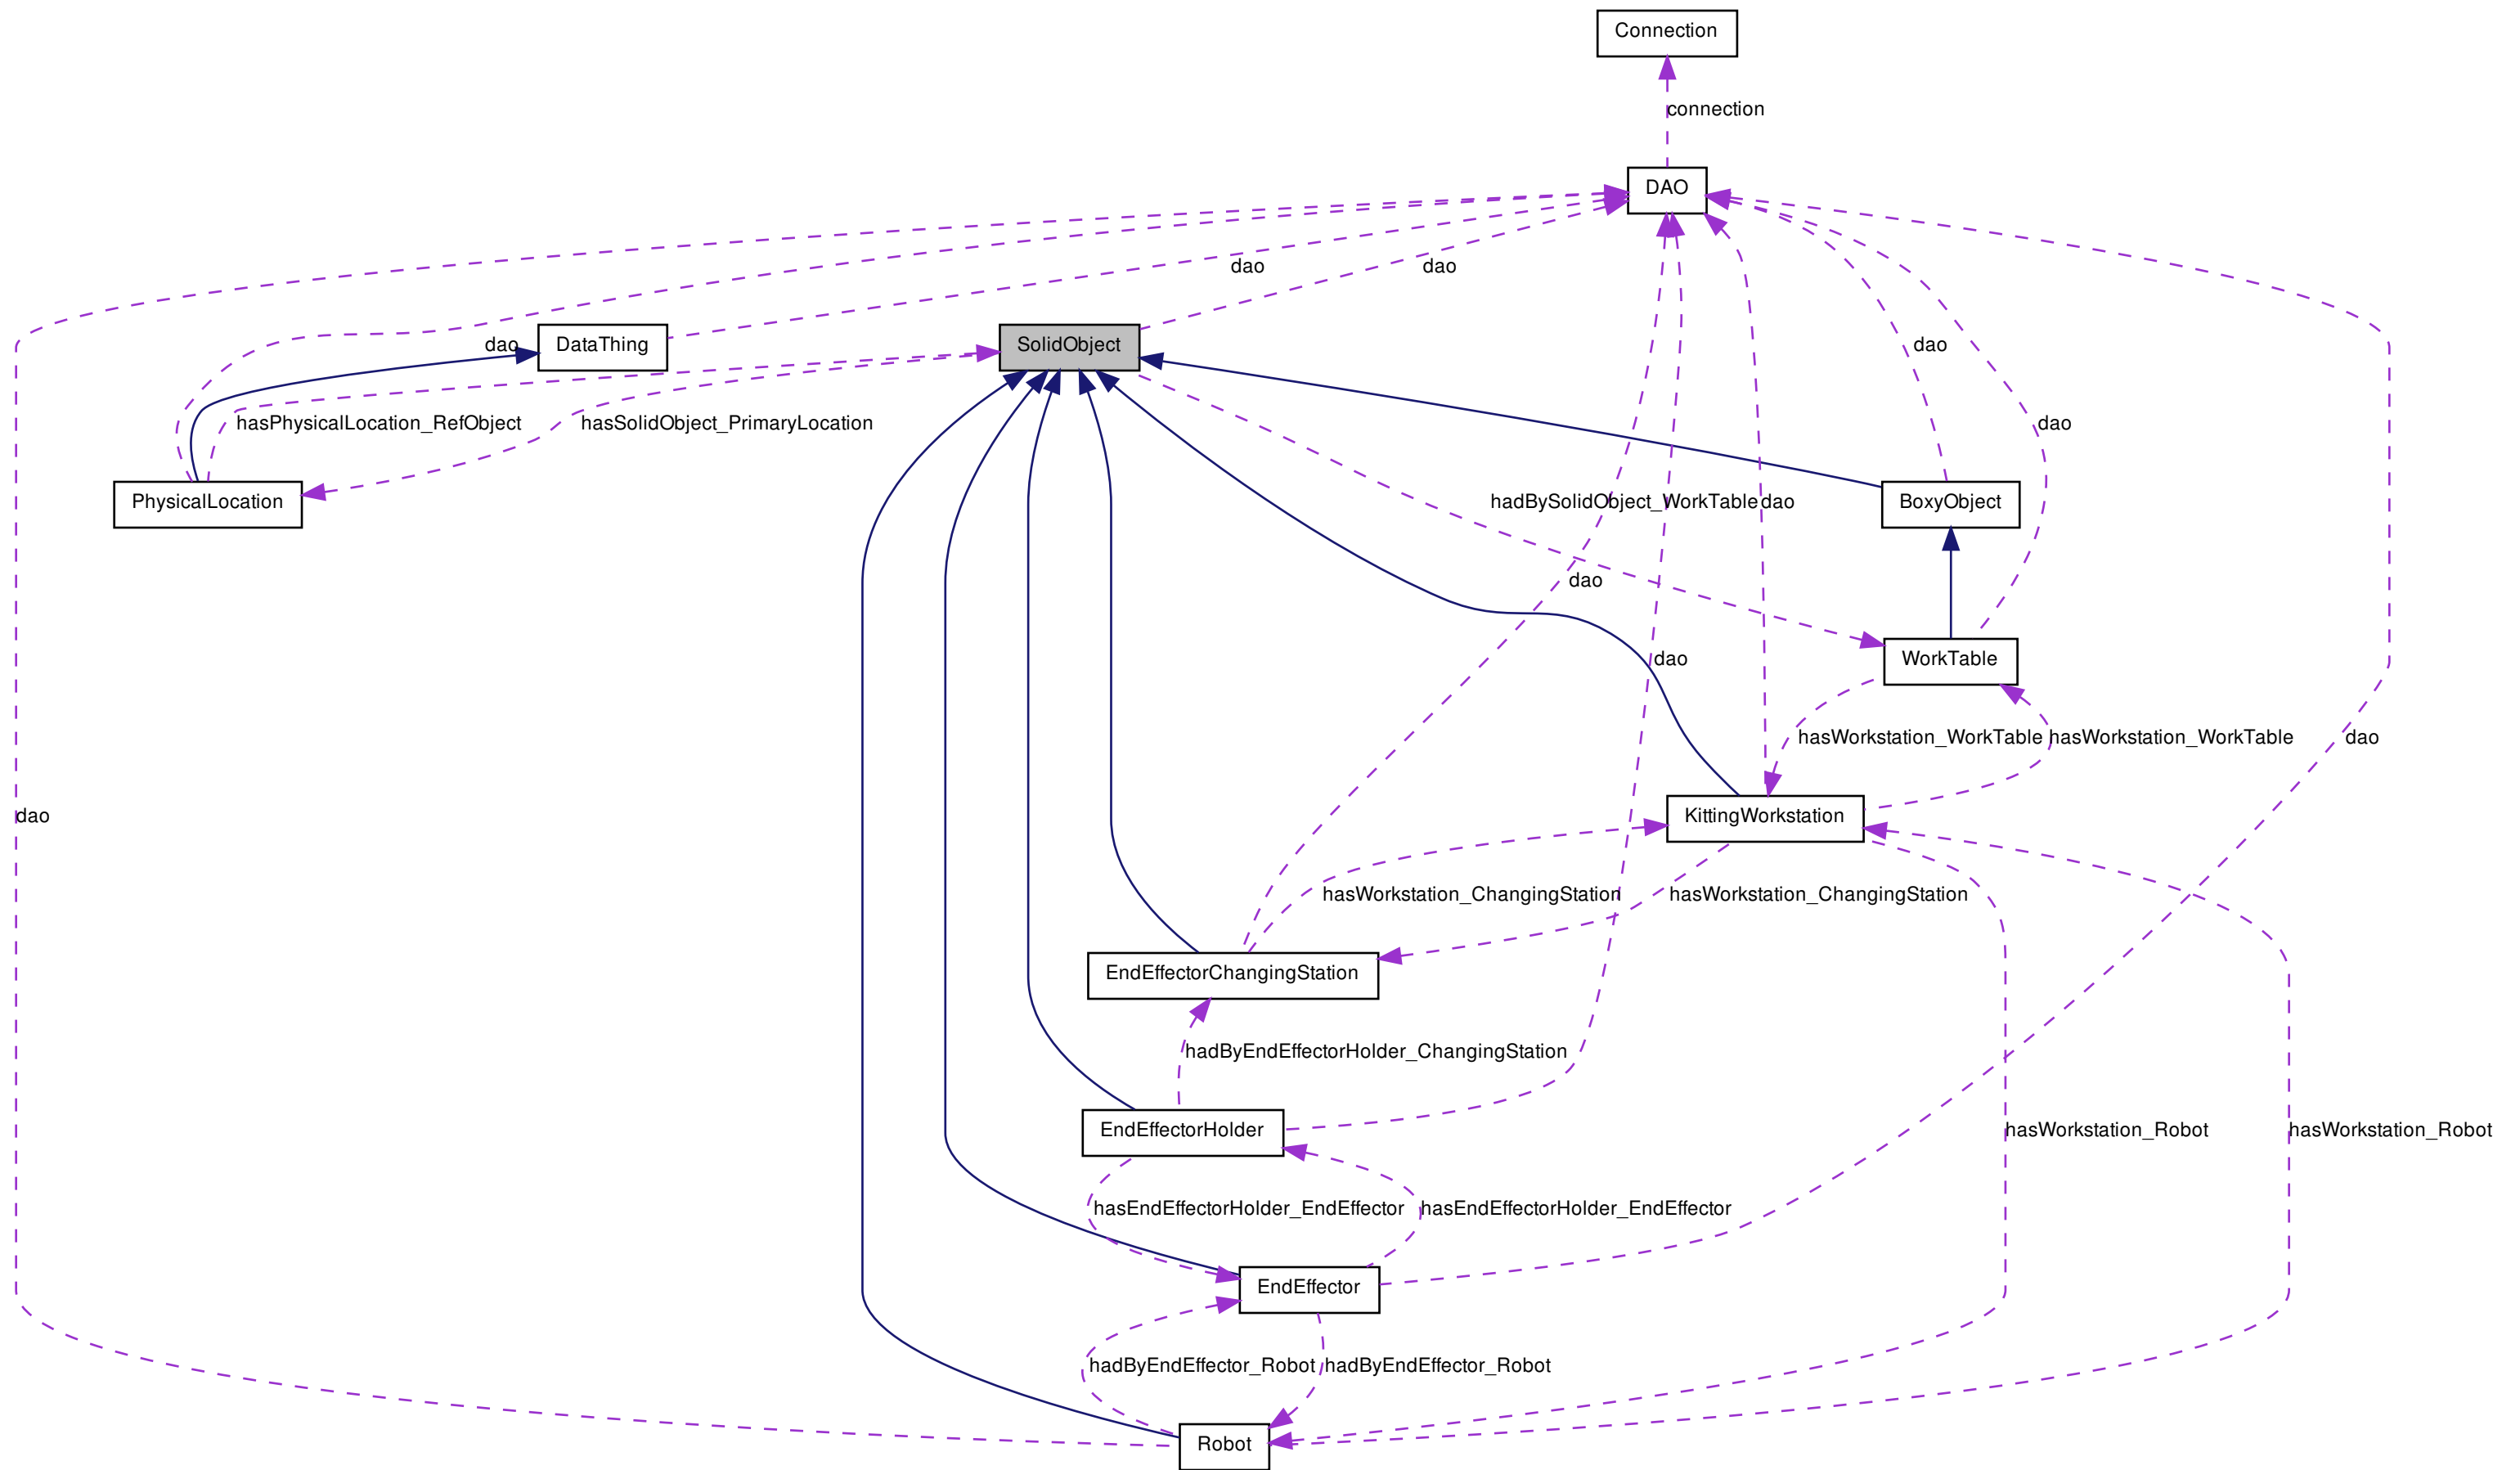 Connection
connection
DAO
dao
dao
DataThing
SolidObject
dao
dao
hasPhysicalLocation_RefObject
hasSolidObject_PrimaryLocation
dao
PhysicalLocation
hadBySolidObject_WorkTable
dao
BoxyObject
dao
dao
WorkTable
hasWorkstation_WorkTable
hasWorkstation_WorkTable
dao
dao
KittingWorkstation
hasWorkstation_ChangingStation
hasWorkstation_ChangingStation
EndEffectorChangingStation
hadByEndEffectorHolder_ChangingStation
EndEffectorHolder
hasWorkstation_Robot
hasWorkstation_Robot
hasEndEffectorHolder_EndEffector
hasEndEffectorHolder_EndEffector
EndEffector
hadByEndEffector_Robot
hadByEndEffector_Robot
Robot